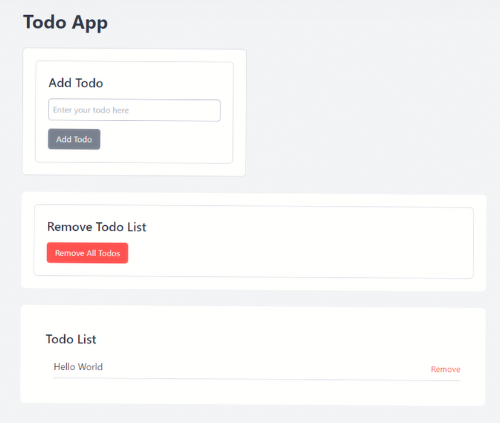 Todo App
Add Todo
Enter your todo here
Add Todo
Remove Todo List
Remove All Todos
Todo List
Hello World
Remove